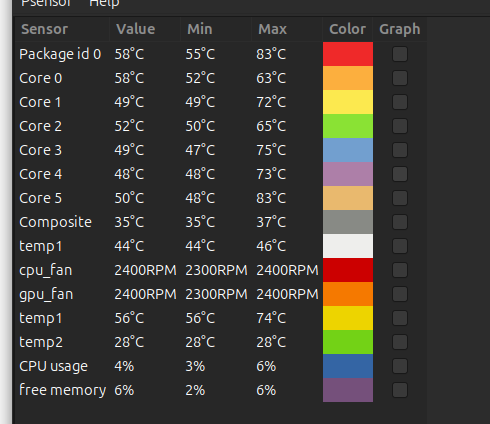 Psensor Help
Sensor Value Min Max Color Graph
Package id 0 58°C 55°C 83°C
Core 0 58°C 52°C 63°C
Core 1 49°C 49°C 72°C
Core 2 52°C 50°C 65°C
Core 3 49°C 47°C 75°C
Core 4 48°C 48°C 73°C
Core 5 50°C 48°C 83°C
Composite 35°C 35°C 37°C
temp1 44°C 44°C 46°C
cpu_fan 2400RPM 2300RPM 2400RPM
gpu_fan 2400RPM 2300RPM 2400RPM
temp1 56°C 56°C 74°C
temp2 28°C 28°C 28°C
CPU usage 4% 3% 6%
free memory 6% 2% 6%